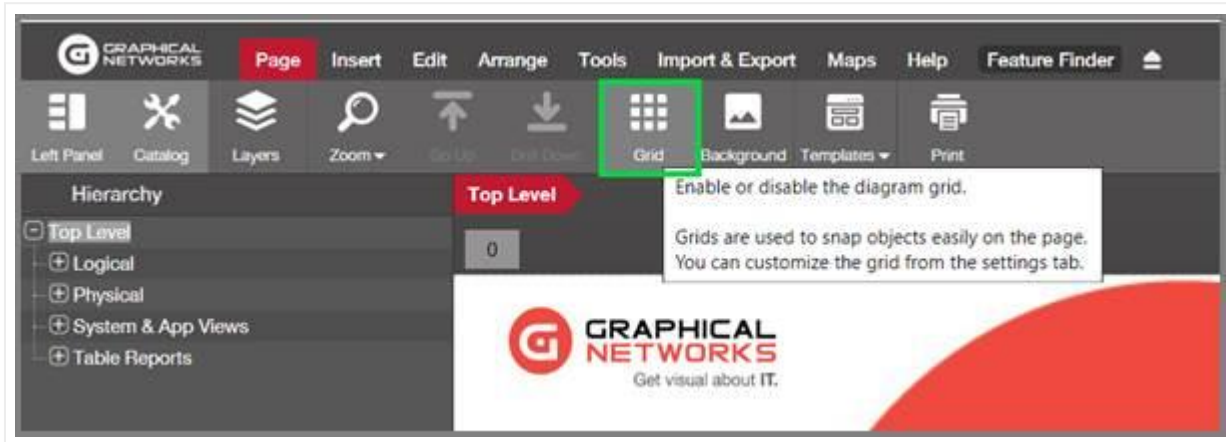 GRAPHICAL
NETWORKS
Page Insert Edit Arrange Tools Import & Export Maps Help Feature Finder
Left Panel Catalog Layers Zoom Go Up Drill Down Grid Background Templates Print
Hierarchy
Top Level
Enable or disable the diagram grid.
Grids are used to snap objects easily on the page.
You can customize the grid from the settings tab.
Top Level
Logical
Physical
System & App Views
Table Reports
0
GRAPHICAL
NETWORKS
Get visual about IT.